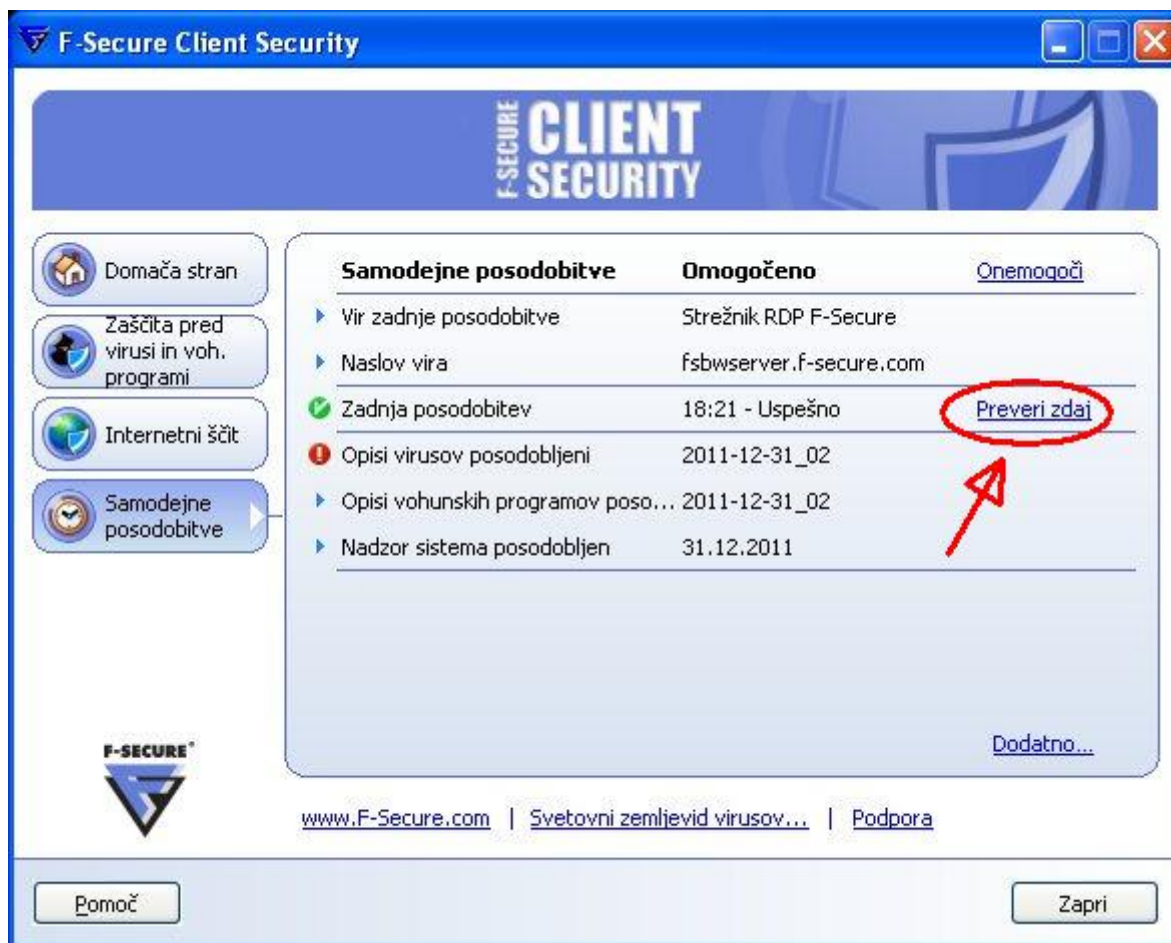 F-Secure Client Security
F-SECURE
CLIENT
SECURITY
Domača stran
Zaščita pred
virusi in voh.
programi
Internetni ščit
Samodejne
posodobitve
Samodejne posodobitve Omogočeno Onemogoči
Vir zadnje posodobitve Strežnik RDP F-Secure
Naslov vira fsbwserver.f-secure.com
Zadnja posodobitev 18:21 - Uspešno Preveri zdaj
Opisi virusov posodobljeni 2011-12-31_02
Opisi vohunskih programov poso... 2011-12-31_02
Nadzor sistema posodobljen 31.12.2011
Dodatno...
F-SECURE®
www.F-Secure.com | Svetovni zemljevid virusov... | Podpora
Pomoč Zapri